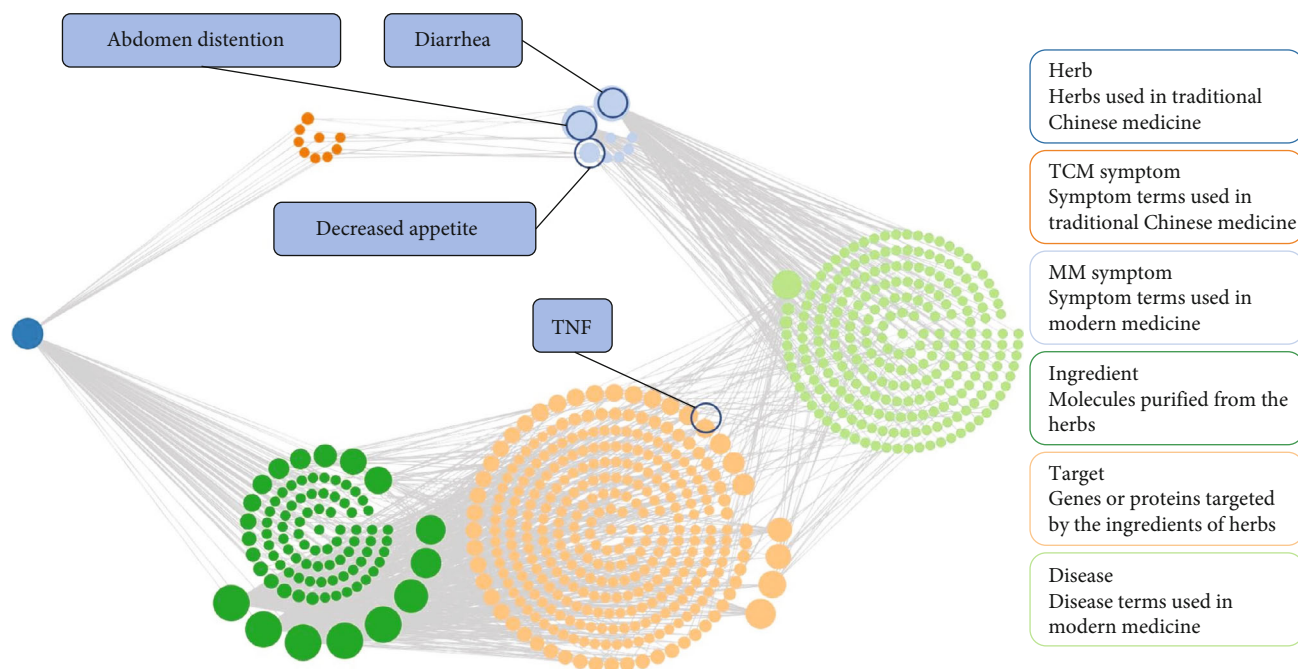 Abdomen distention
Diarrhea
Decreased appetite
TNF
Herb
Herbs used in traditional
Chinese medicine
TCM symptom
Symptom terms used in
traditional Chinese medicine
MM symptom
Symptom terms used in
modern medicine
Ingredient
Molecules purified from the
herbs
Target
Genes or proteins targeted
by the ingredients of herbs
Disease
Disease terms used in
modern medicine